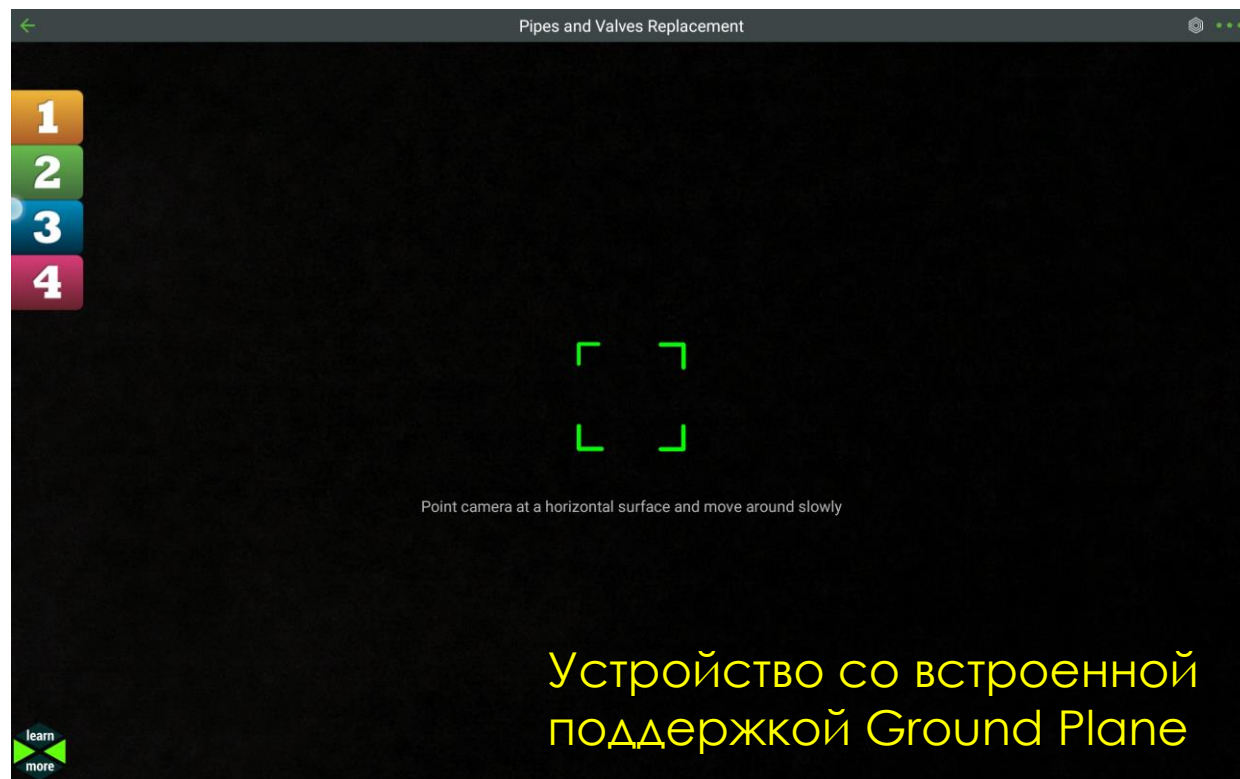 Pipes and Valves Replacement
1
2
3
4
Point camera at a horizontal surface and move around slowly
Устройство со встроенной
поддержкой Ground Plane
learn
more